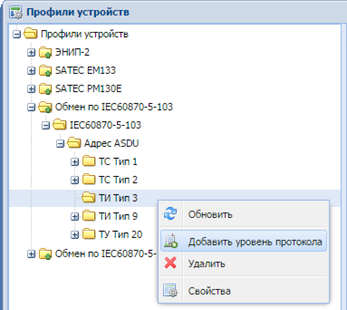 Профили устройств
Профили устройств
ЭНИП-2
SATEC EM133
SATEC PM130E
Обмен по IEC60870-5-103
IEC60870-5-103
Адрес ASDU
ТС Тип 1
ТС Тип 2
ТИ Тип 3
ТИ Тип 9
ТУ Тип 20
Обмен по IEC60870-5-
Обновить
Добавить уровень протокола
Удалить
Свойства